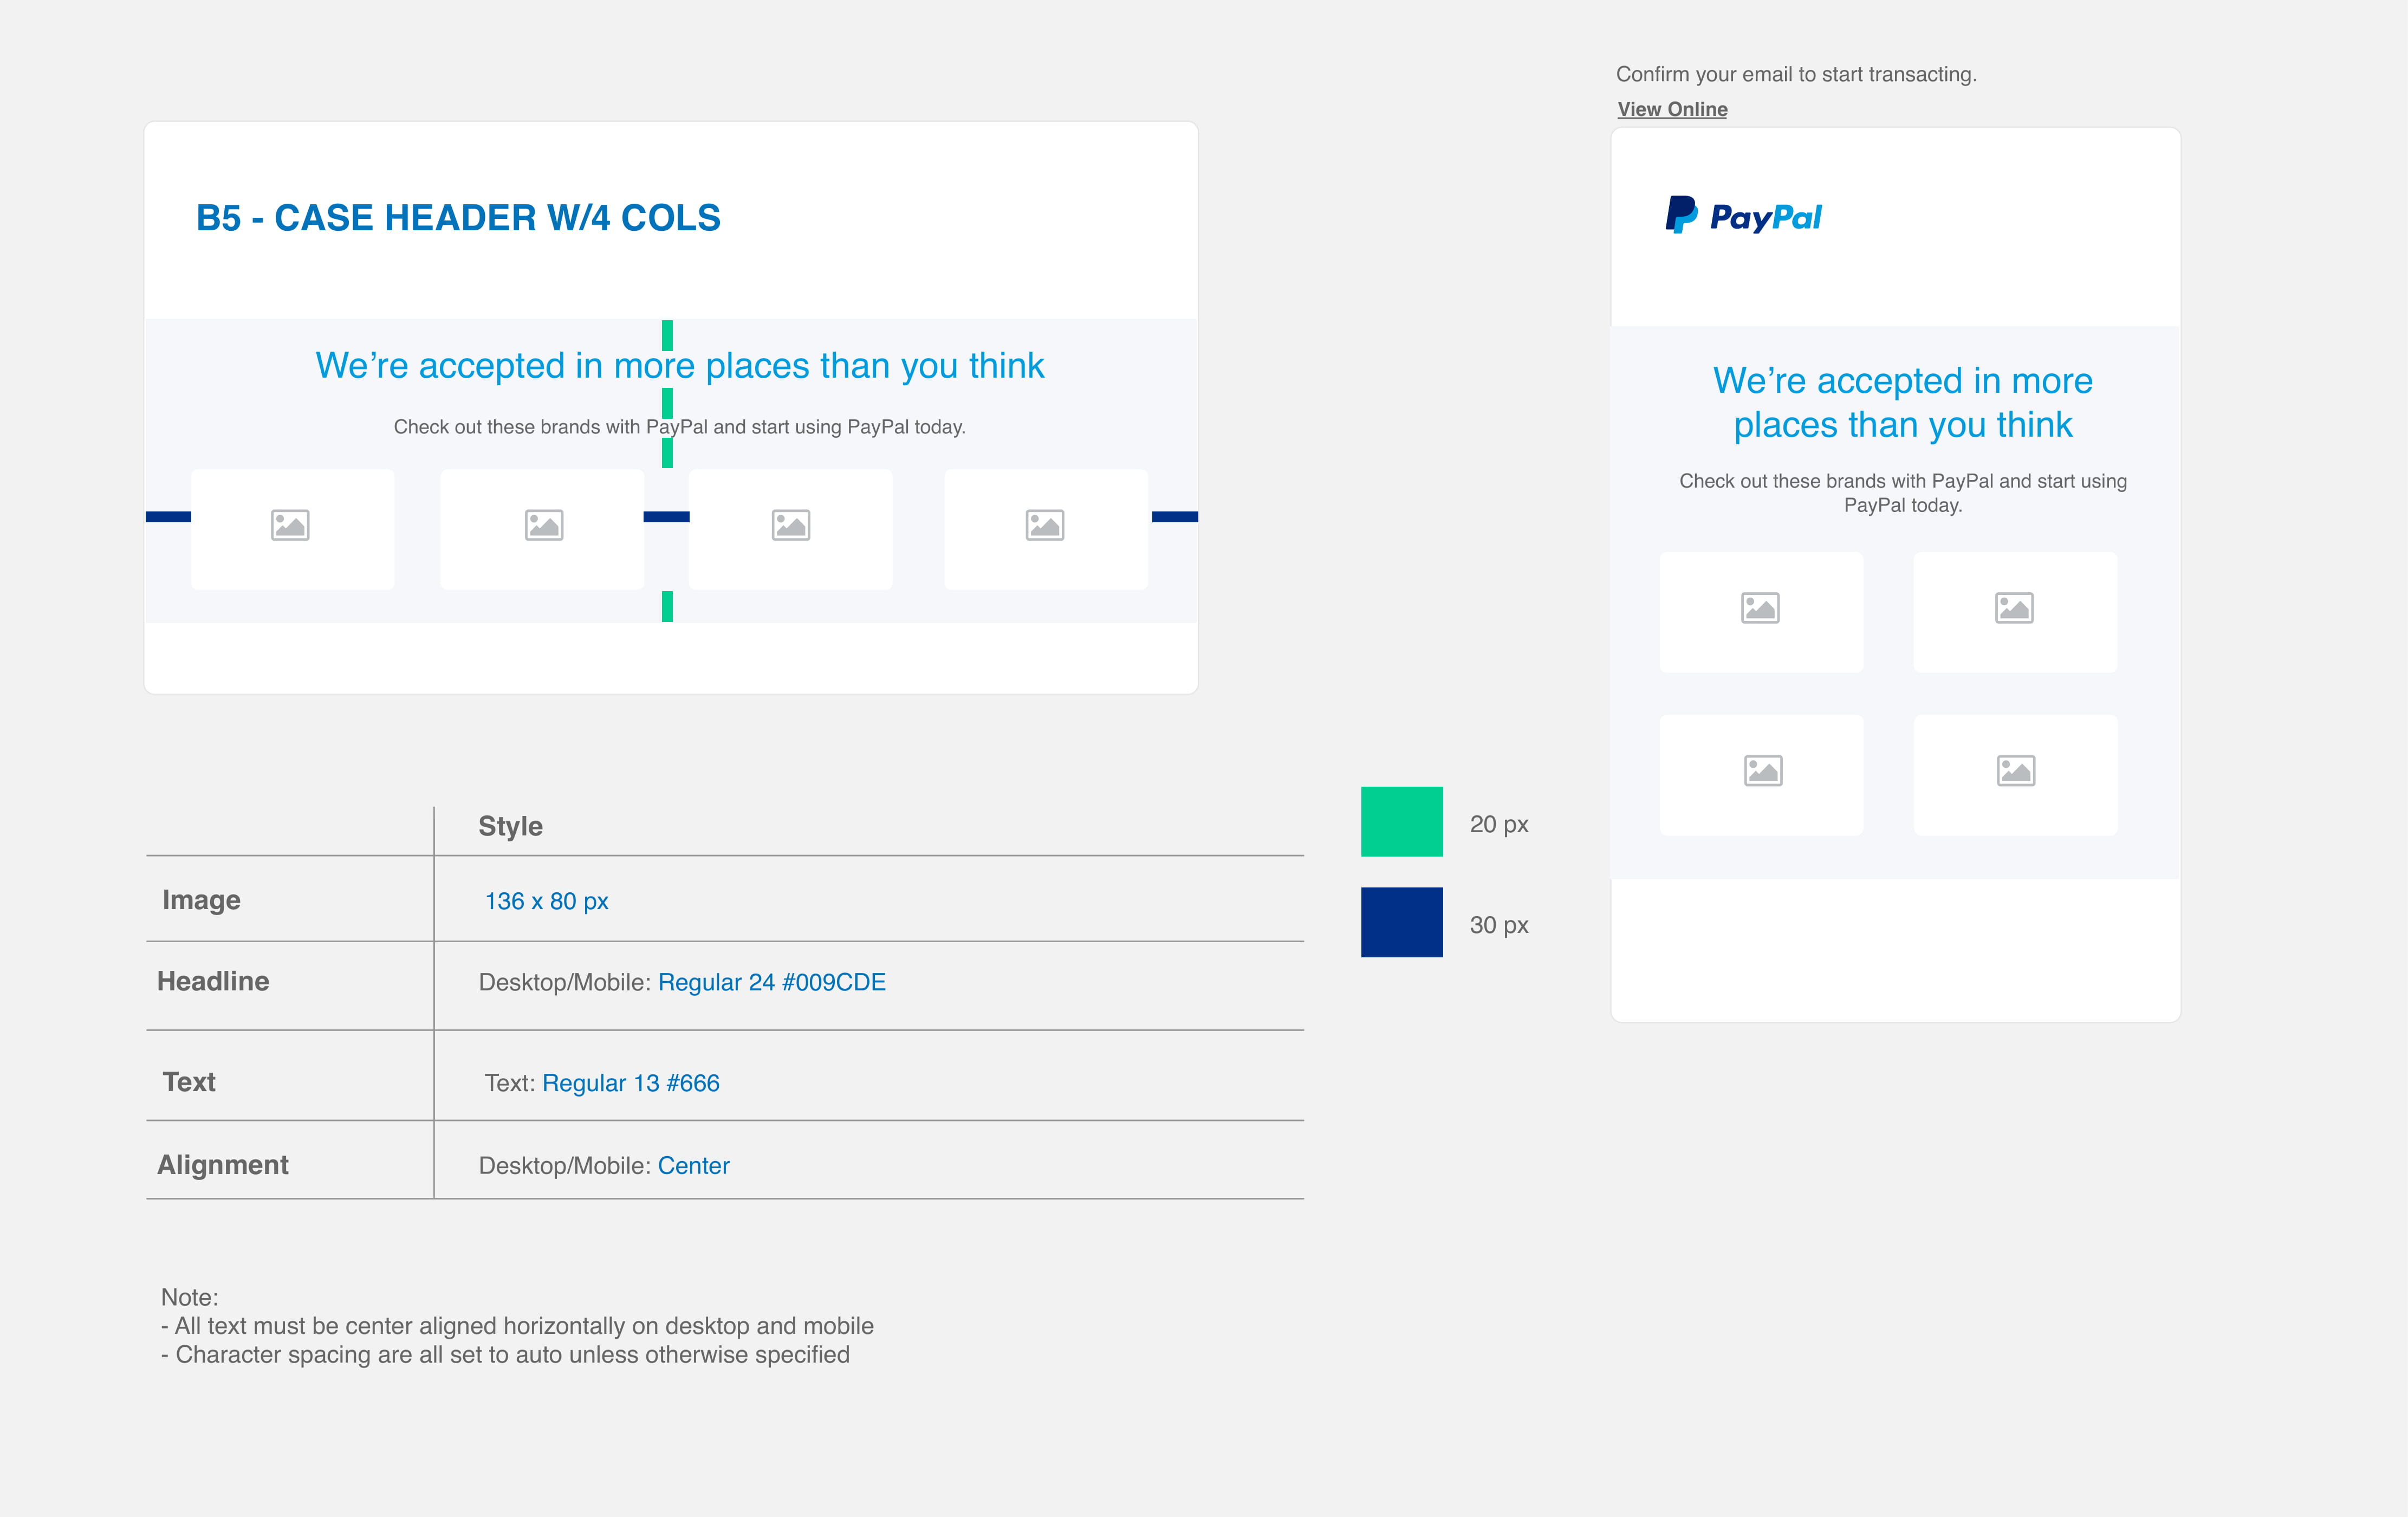 B5 - CASE HEADER W/4 COLS
We’re accepted in more places than you think
Check out these brands with PayPal and start using PayPal today.
Style
Image
136 x 80 px
Headline
Desktop/Mobile: Regular 24 #009CDE
Text
Text: Regular 13 #666
Alignment
Desktop/Mobile: Center
20 px
30 px
Note:
- All text must be center aligned horizontally on desktop and mobile
- Character spacing are all set to auto unless otherwise specified
Confirm your email to start transacting.
View Online
PayPal
We’re accepted in more
places than you think
Check out these brands with PayPal and start using
PayPal today.